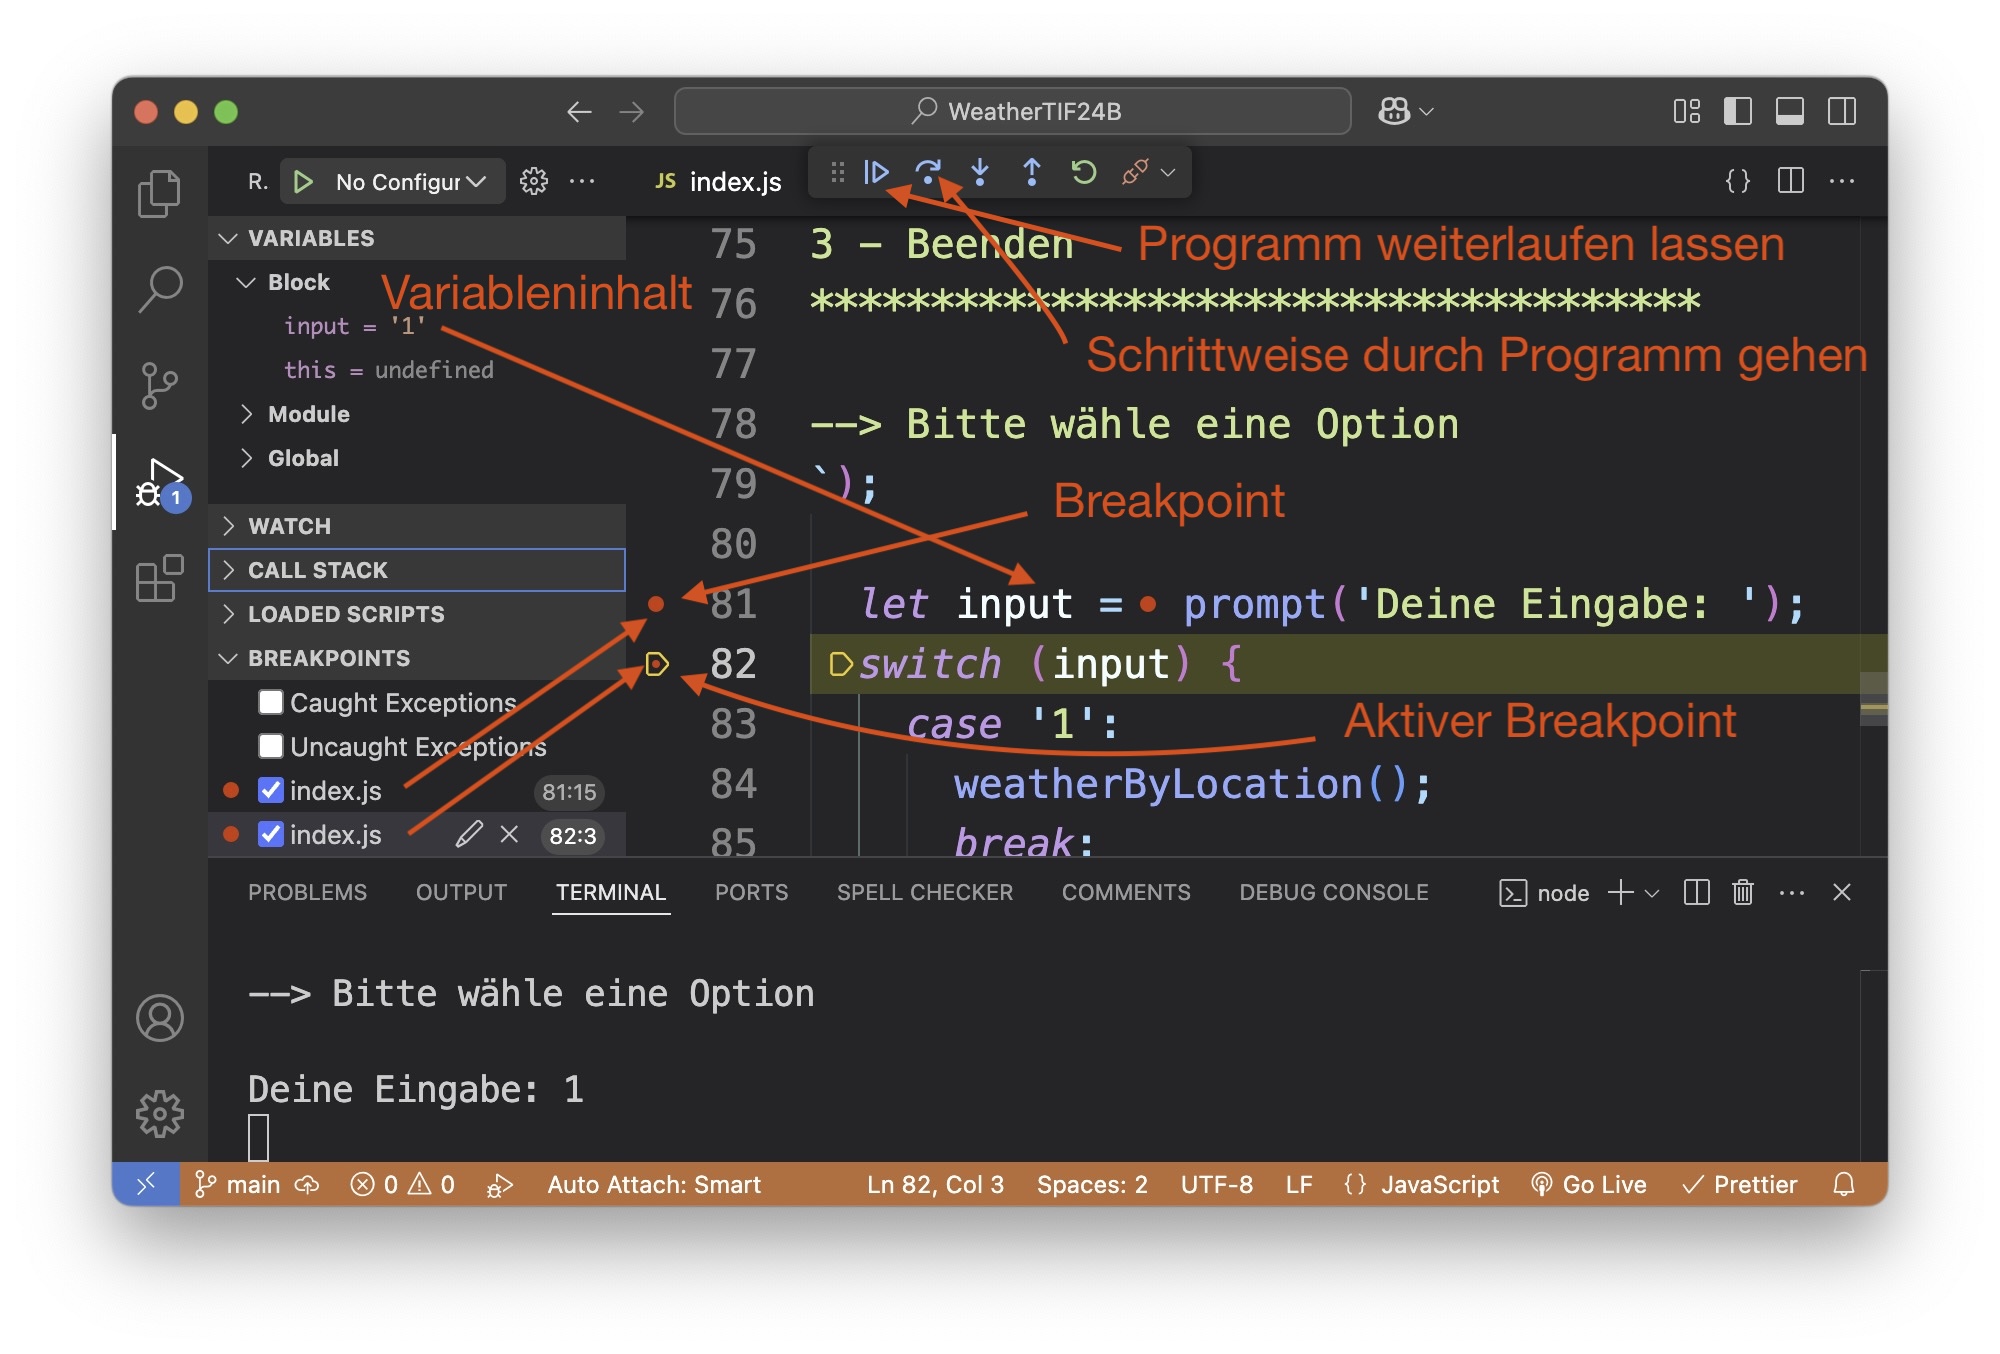 WeatherTIF24B
R. No Configur
JS index.js
VARIABLES
Block
input = '1'
this = undefined
Module
Global
WATCH
CALL STACK
LOADED SCRIPTS
BREAKPOINTS
Caught Exceptions
Uncaught Exceptions
index.js 81:15
index.js 82:3
1
Variableninhalt
Programm weiterlaufen lassen
Schrittweise durch Programm gehen
Breakpoint
Aktiver Breakpoint
75 3 - Beenden
76 *************************************
77
78 --> Bitte wähle eine Option
79 `);
80
81 let input = prompt('Deine Eingabe: ');
82 switch (input) {
83 case '1':
84 weatherByLocation();
85 break;
PROBLEMS OUTPUT TERMINAL PORTS SPELL CHECKER COMMENTS DEBUG CONSOLE node
--> Bitte wähle eine Option
Deine Eingabe: 1
main 0 0 Auto Attach: Smart Ln 82, Col 3 Spaces: 2 UTF-8 LF {} JavaScript Go Live Prettier